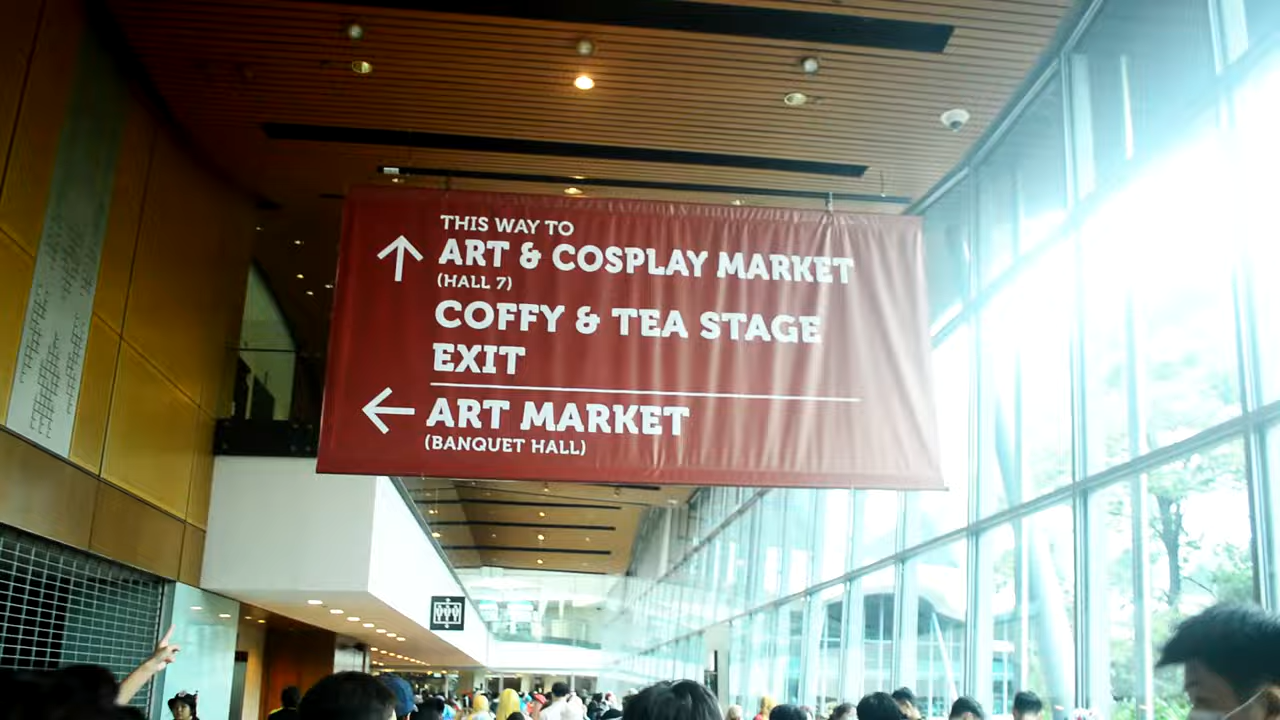 THIS WAY TO
ART & COSPLAY MARKET
(HALL 7)
COFFY & TEA STAGE
EXIT
ART MARKET
(BANQUET HALL)